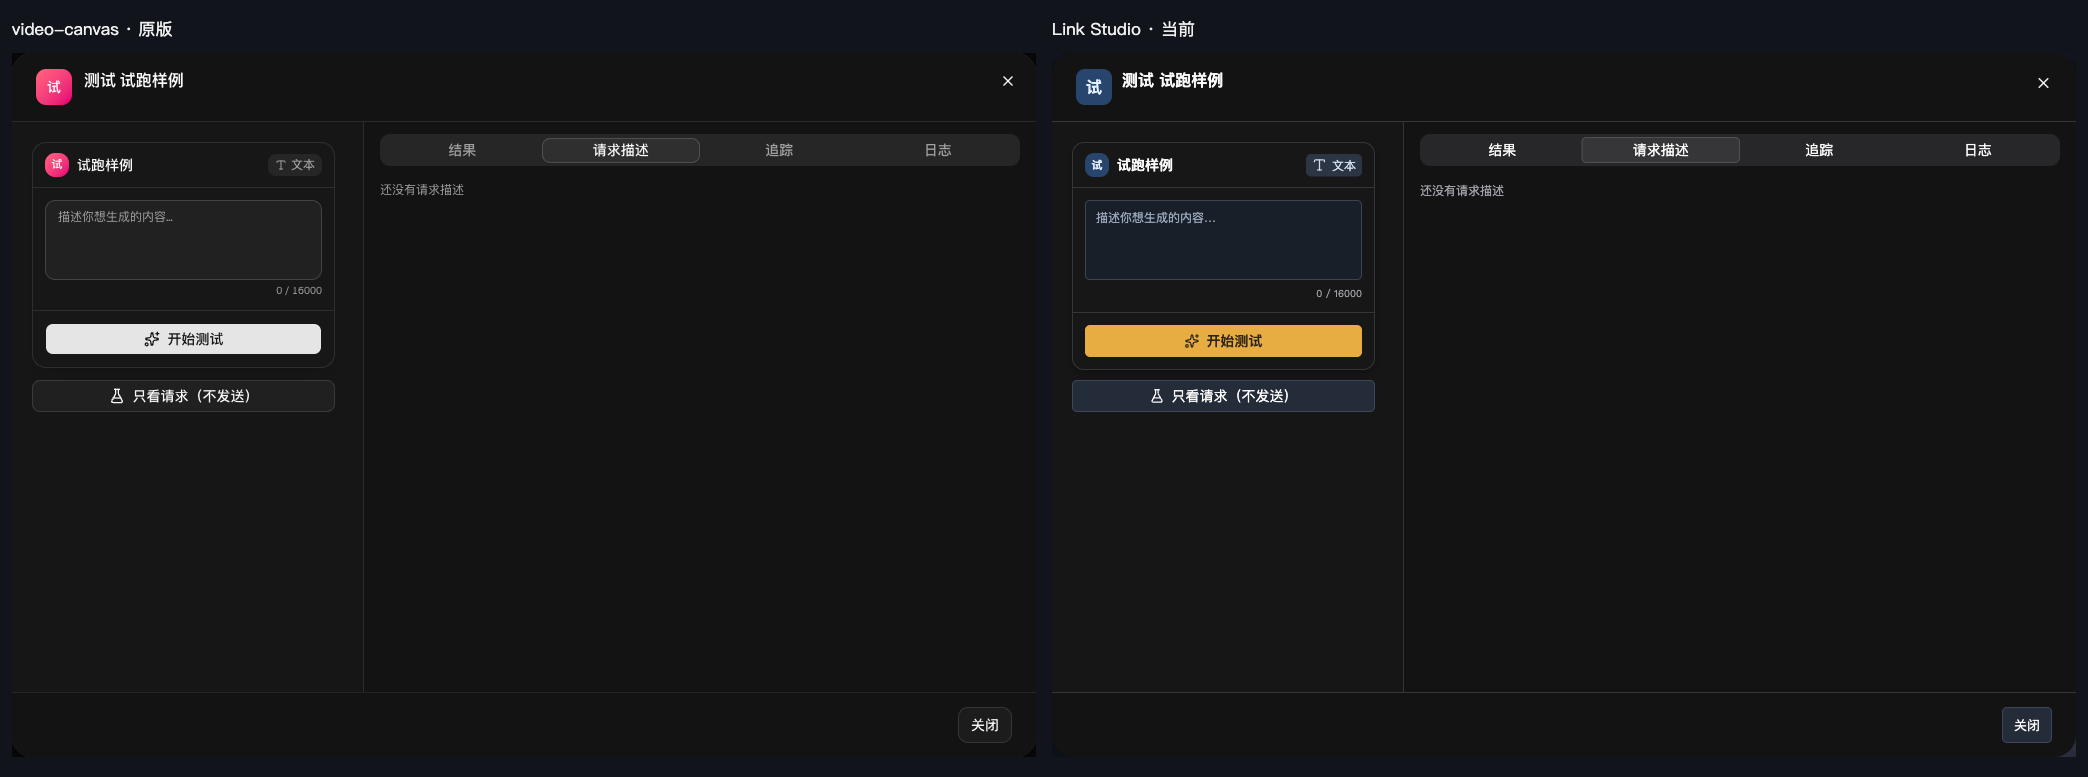 video-canvas · 原版
试
测试 试跑样例
试
试跑样例
文本
描述你想生成的内容...
0 / 16000
开始测试
只看请求（不发送）
结果
请求描述
追踪
日志
还没有请求描述
关闭
Link Studio · 当前
试
测试 试跑样例
试
试跑样例
文本
描述你想生成的内容...
0 / 16000
开始测试
只看请求（不发送）
结果
请求描述
追踪
日志
还没有请求描述
关闭